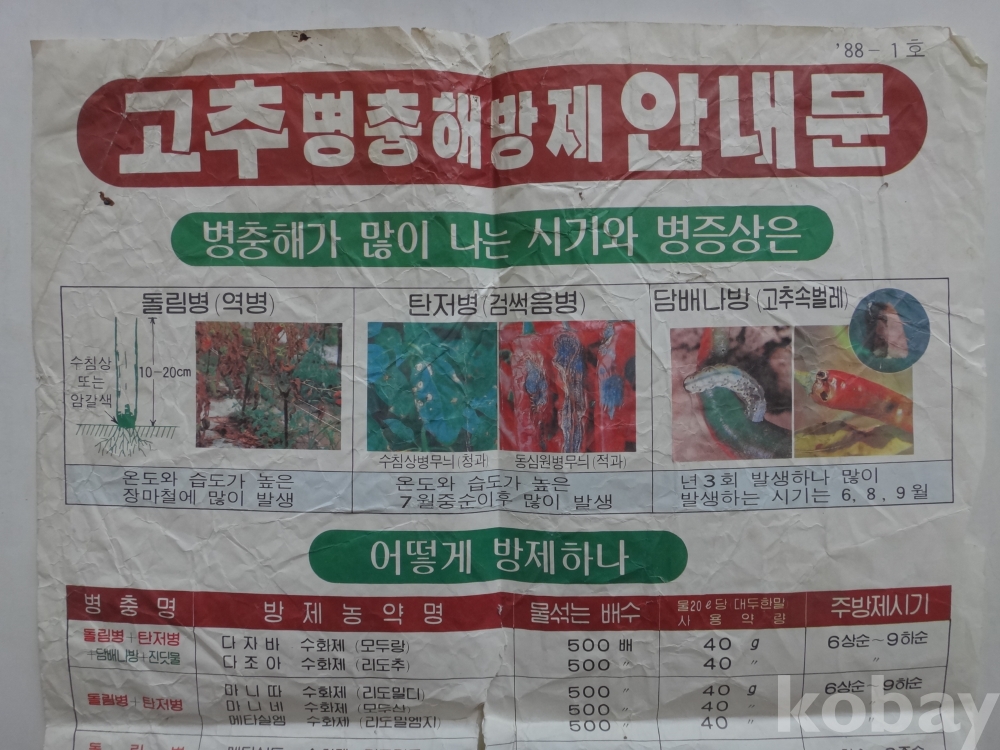 '88 - 1 호
고추병충해방제 안내문
병충해가 많이 나는 시기와 병증상은
돌림병 (역병)
수침상
또는
암갈색
10-20cm
온도와 습도가 높은
장마철에 많이 발생
탄저병 (검썩음병)
수침상병무늬 (청과) 동심원병무늬 (적과)
온도와 습도가 높은
7월중순이후 많이 발생
담배나방 (고추속벌레)
년3회 발생하나 많이
발생하는 시기는 6, 8, 9월
어떻게 방제하나
병충명 방제농약명 물섞는 배수 물20ℓ당 대두한말 사용약량 주방제시기
돌림병+탄저병 다자바 수화제 (모두랑) 500 배 40 g 6상순~9하순
+담배나방+진딧물 다조아 수화제 (리도추) 500 〃 40 〃 〃
마니따 수화제 (리도밀디) 500 〃 40 g 6상순~9하순
돌림병+탄저병 마니네 수화제 (모두산) 500 〃 40 〃
메타실엠 수화제 (리도밀엠지) 500 〃 40 〃
돌림병
kobay